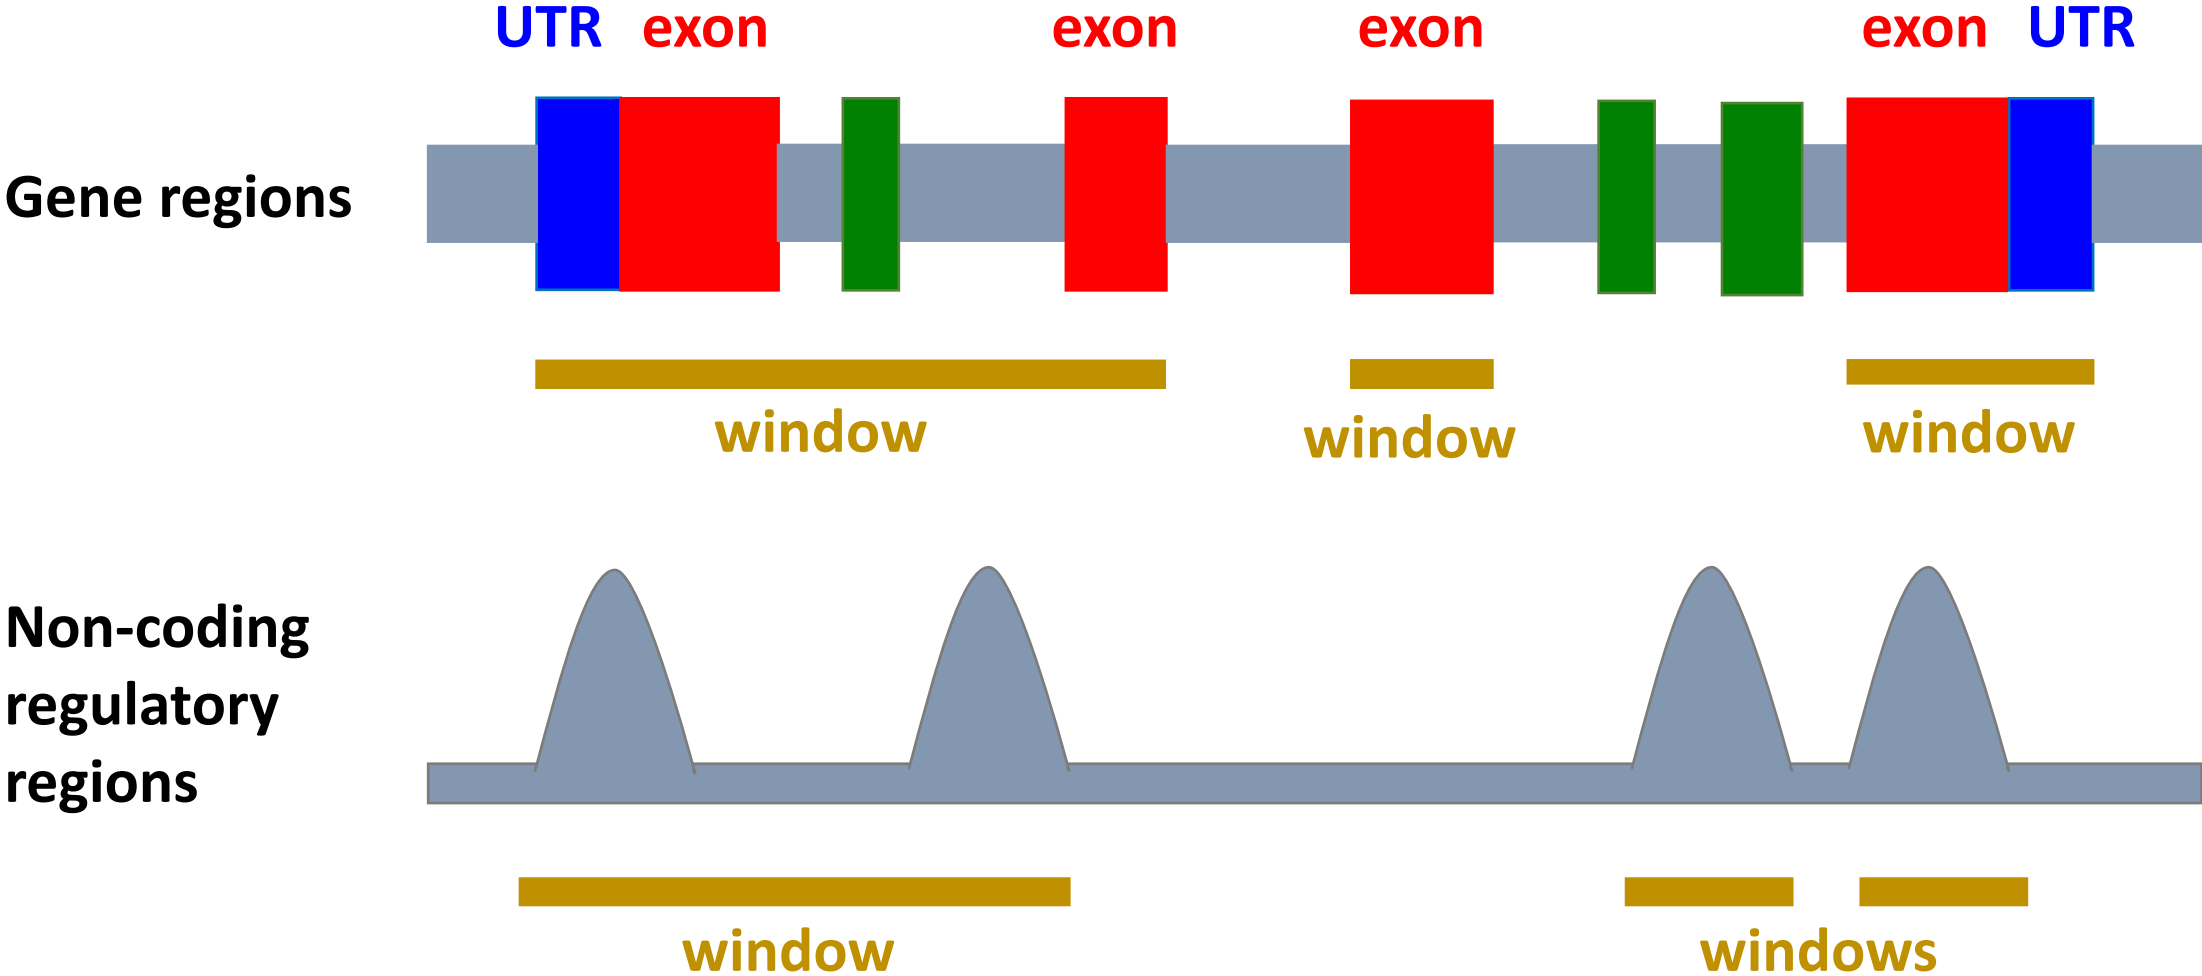 UTR exon exon exon exon UTR
Gene regions
window window window
Non-coding
regulatory
regions
window windows